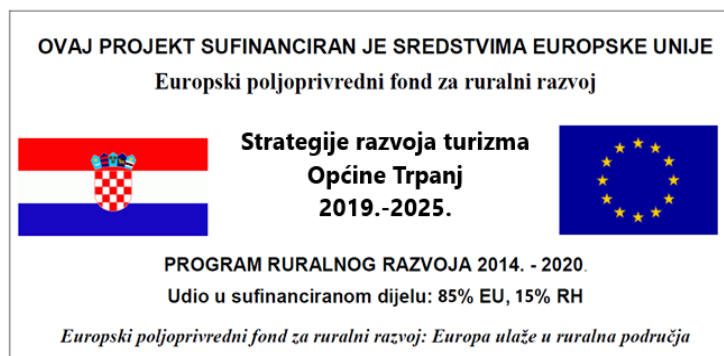 OVAJ PROJEKT SUFINANCIRAN JE SREDSTVIMA EUROPSKE UNIJE
Europski poljoprivredni fond za ruralni razvoj
Strategije razvoja turizma
Općine Trpanj
2019.-2025.
PROGRAM RURALNOG RAZVOJA 2014. - 2020.
Udio u sufinanciranom dijelu: 85% EU, 15% RH
Europski poljoprivredni fond za ruralni razvoj: Europa ulaže u ruralna područja